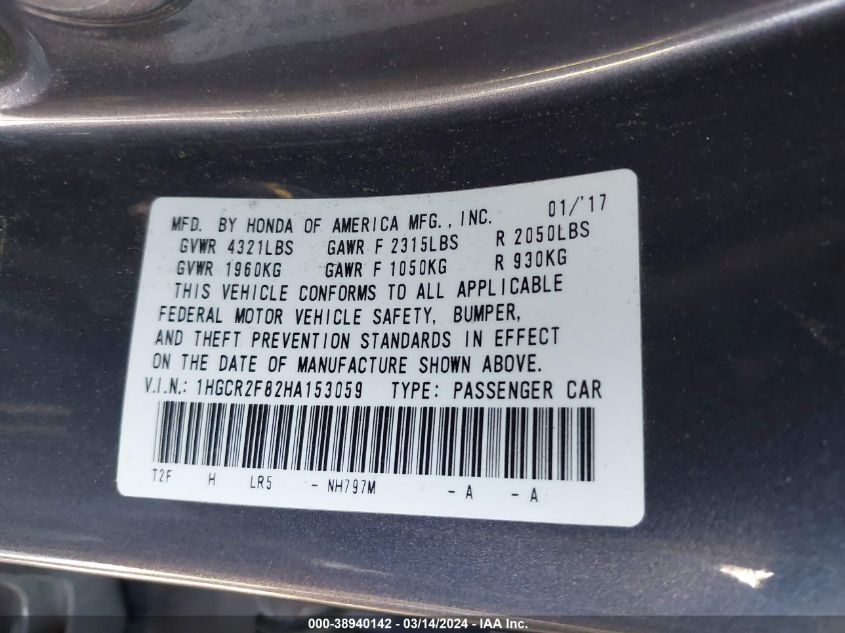 MFD. BY HONDA OF AMERICA MFG., INC. 01/'17
GVWR 4321LBS GAWR F 2315LBS R 2050LBS
GVWR 1960KG GAWR F 1050KG R 930KG
THIS VEHICLE CONFORMS TO ALL APPLICABLE
FEDERAL MOTOR VEHICLE SAFETY, BUMPER,
AND THEFT PREVENTION STANDARDS IN EFFECT
ON THE DATE OF MANUFACTURE SHOWN ABOVE.
V.I.N.: 1HGCR2F82HA153059 TYPE: PASSENGER CAR
T2F H LR5 - NH797M - A - A
000-38940142 - 03/14/2024 - IAA Inc.